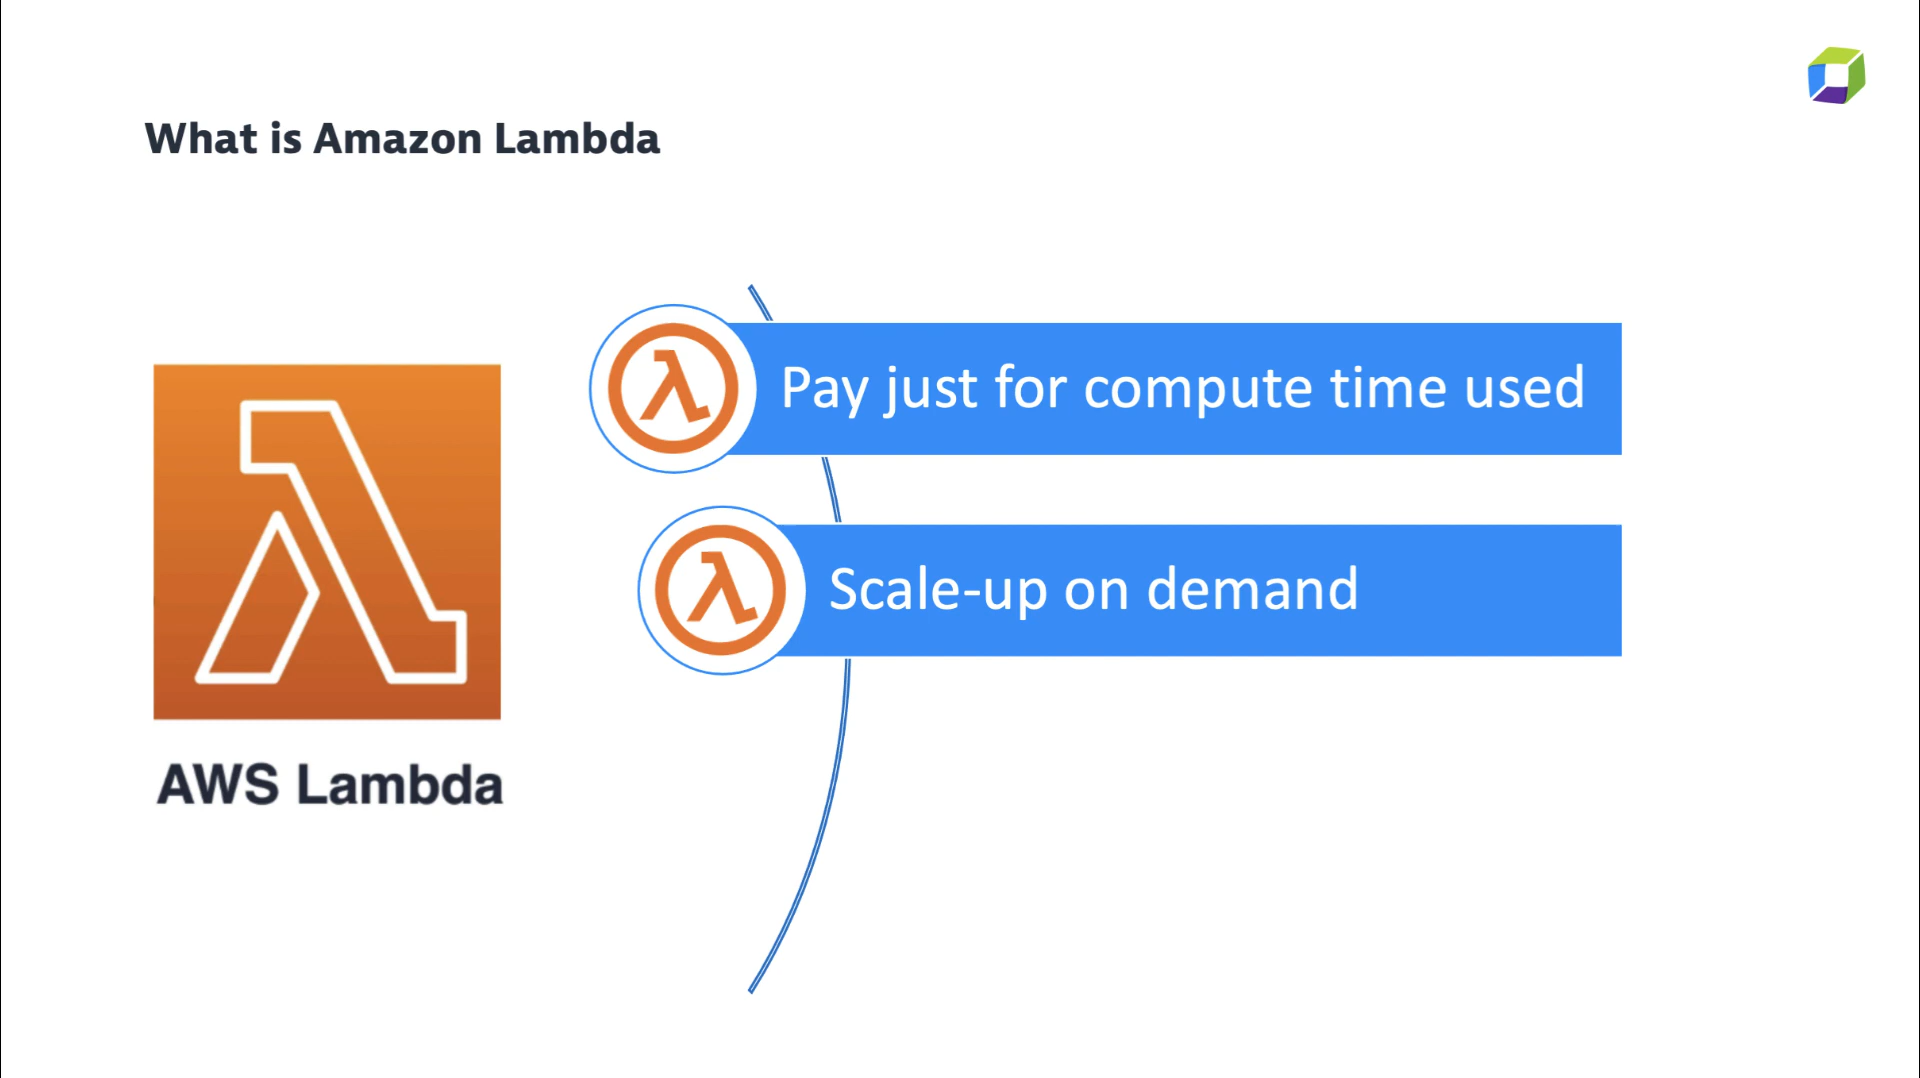 What is Amazon Lambda
Pay just for compute time used
Scale-up on demand
AWS Lambda